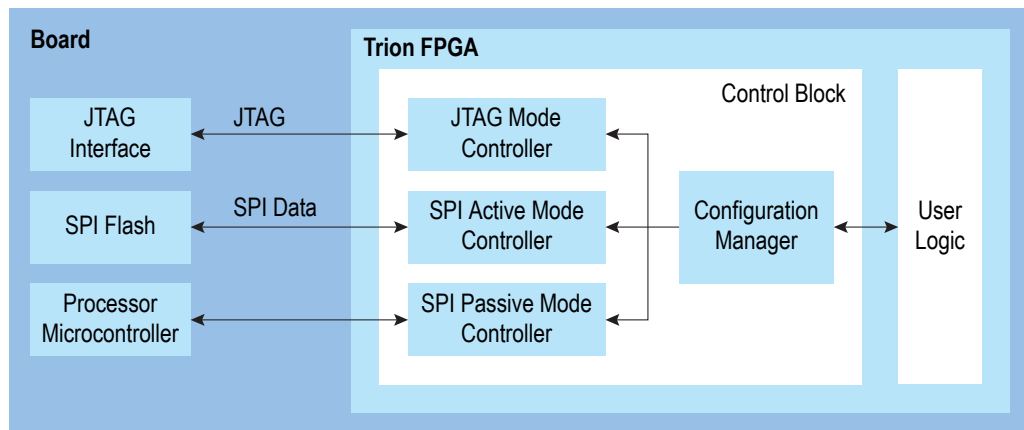 Board
Trion FPGA
Control Block
JTAG
Interface
JTAG
JTAG Mode
Controller
SPI Flash
SPI Data
SPI Active Mode
Controller
Configuration
Manager
User
Logic
Processor
Microcontroller
SPI Passive Mode
Controller